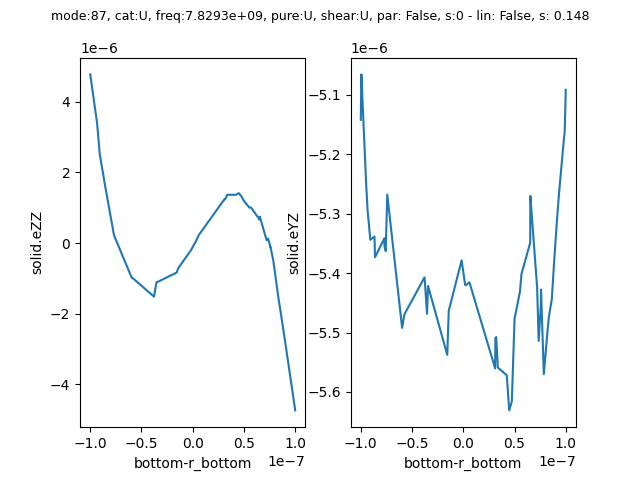 mode:87, cat:U, freq:7.8293e+09, pure:U, shear:U, par: False, s:0 - lin: False, s: 0.148
1e−6
1e−6
4
2
0
−2
−4
solid.eZZ
−1.0
−0.5
0.0
0.5
1.0
bottom-r_bottom
1e−7
−5.1
−5.2
−5.3
−5.4
−5.5
−5.6
solid.eYZ
−1.0
−0.5
0.0
0.5
1.0
bottom-r_bottom
1e−7